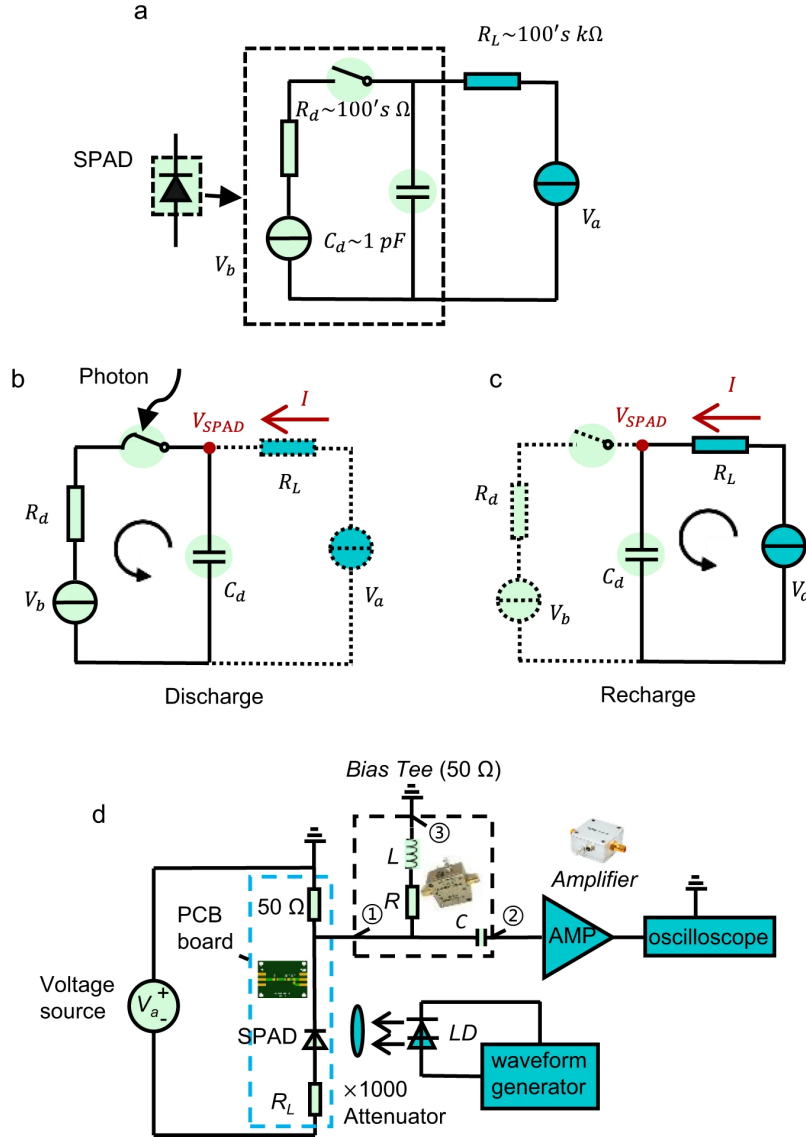 a
R_L~100's kΩ
R_d~100's Ω
SPAD
V_a
C_d~1 pF
V_b
b
Photon
V_SPAD
I
R_L
R_d
V_b
C_d
V_a
Discharge
c
V_SPAD
I
R_L
R_d
C_d
V_b
V_a
Recharge
Bias Tee (50 Ω)
d
③
L
Amplifier
50 Ω
PCB
board
R
①
C
②
AMP
oscilloscope
Voltage
source
V_a
+
-
SPAD
LD
waveform
generator
R_L
×1000
Attenuator